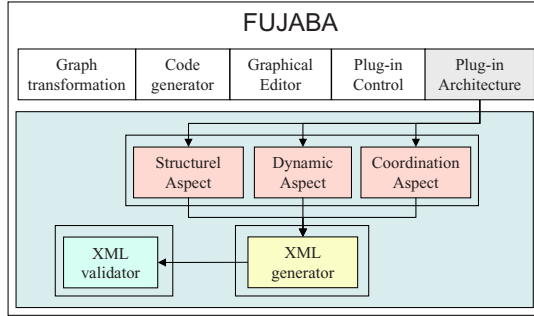 FUJABA
Graph
transformation
Code
generator
Graphical
Editor
Plug-in
Control
Plug-in
Architecture
Structurel
Aspect
Dynamic
Aspect
Coordination
Aspect
XML
validator
XML
generator